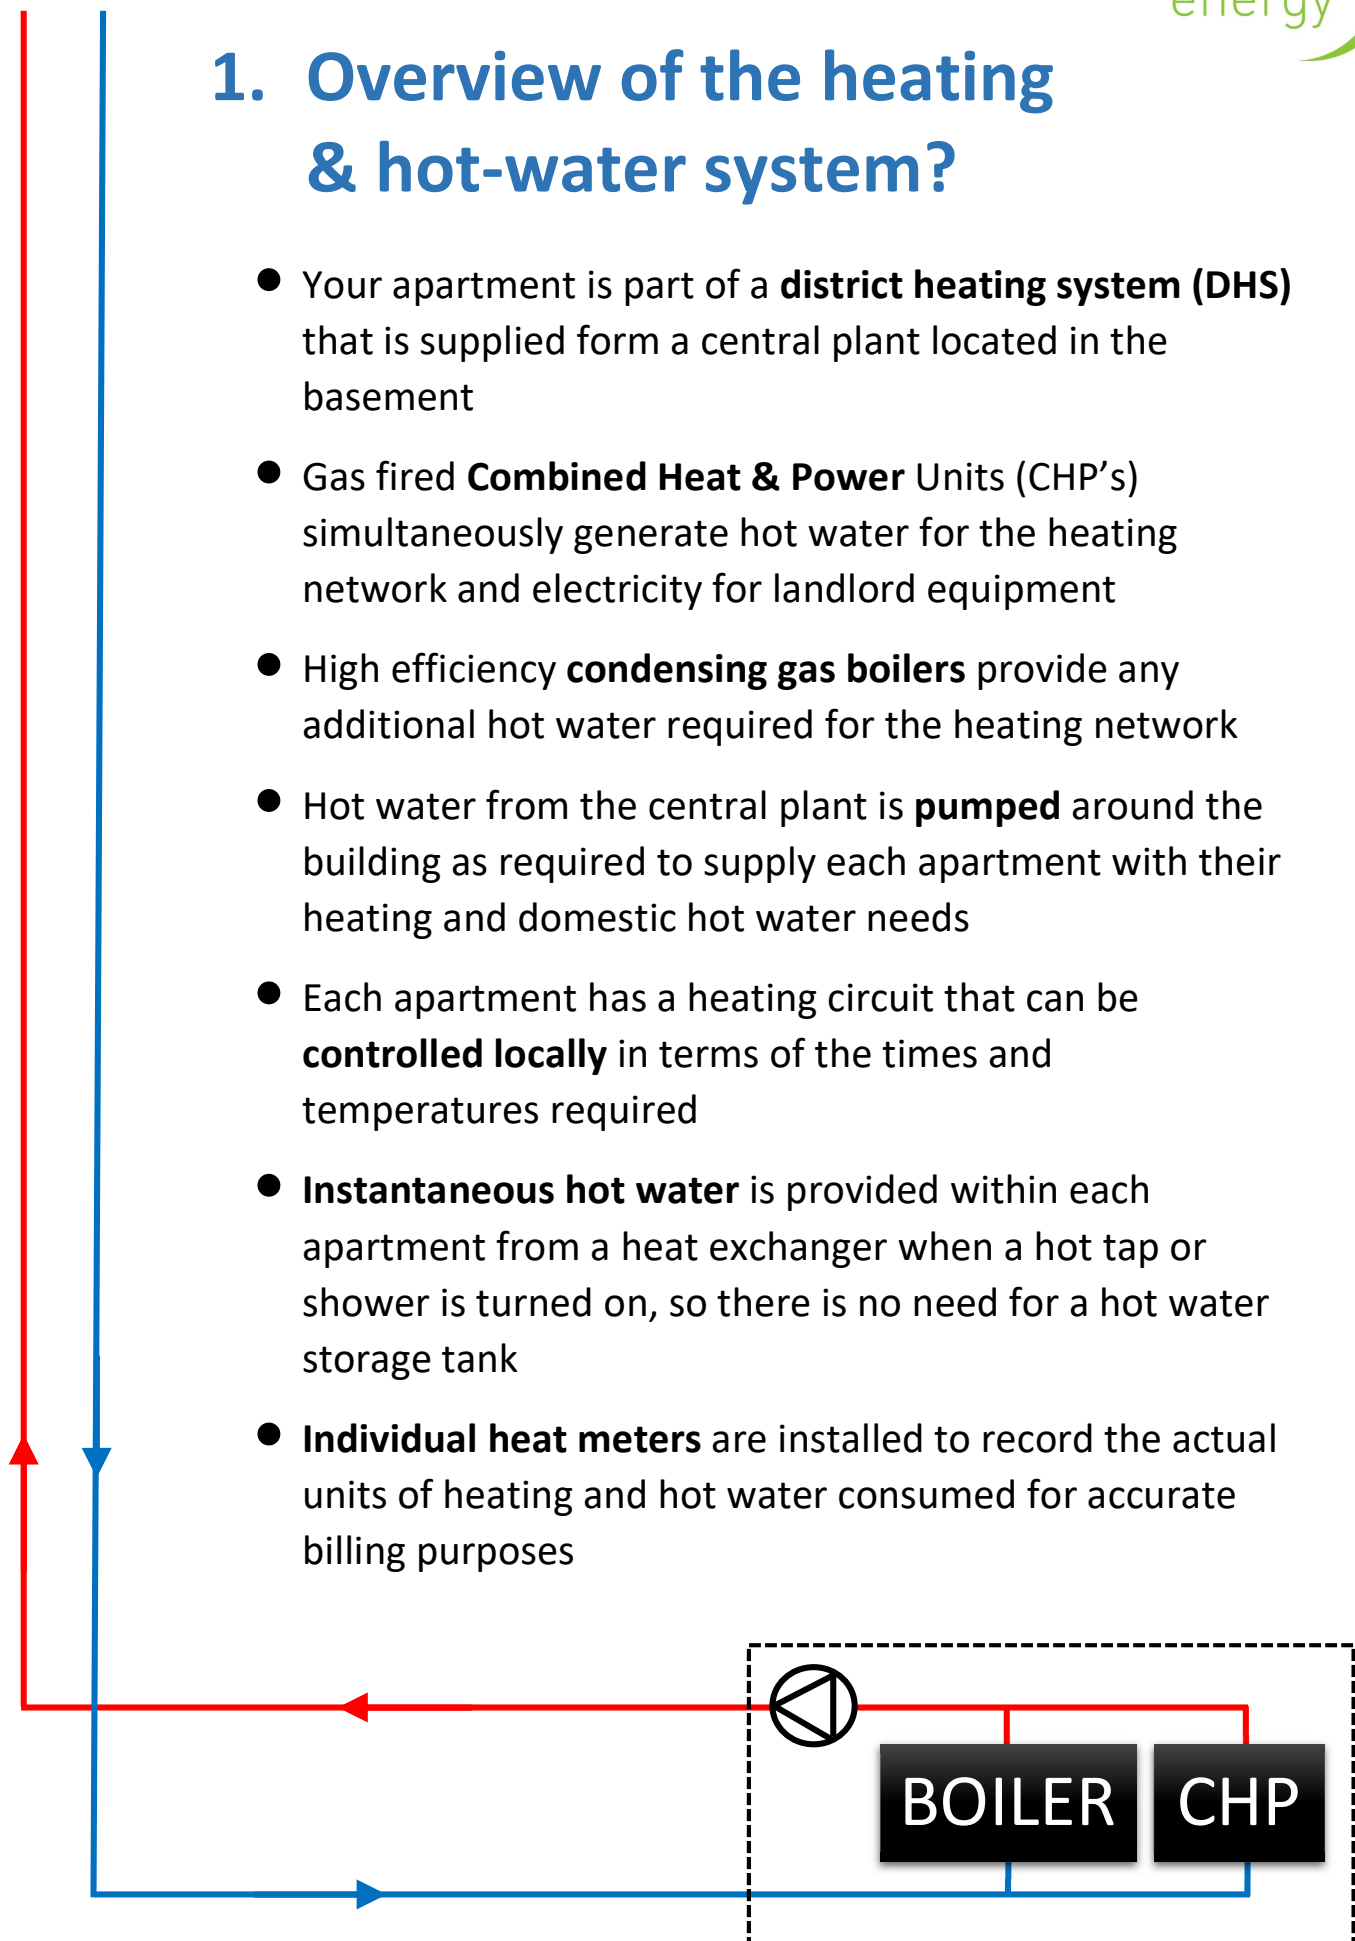 energy
1. Overview of the heating
& hot-water system?
● Your apartment is part of a district heating system (DHS)
that is supplied form a central plant located in the
basement
● Gas fired Combined Heat & Power Units (CHP’s)
simultaneously generate hot water for the heating
network and electricity for landlord equipment
● High efficiency condensing gas boilers provide any
additional hot water required for the heating network
● Hot water from the central plant is pumped around the
building as required to supply each apartment with their
heating and domestic hot water needs
● Each apartment has a heating circuit that can be
controlled locally in terms of the times and
temperatures required
● Instantaneous hot water is provided within each
apartment from a heat exchanger when a hot tap or
shower is turned on, so there is no need for a hot water
storage tank
● Individual heat meters are installed to record the actual
units of heating and hot water consumed for accurate
billing purposes
BOILER CHP